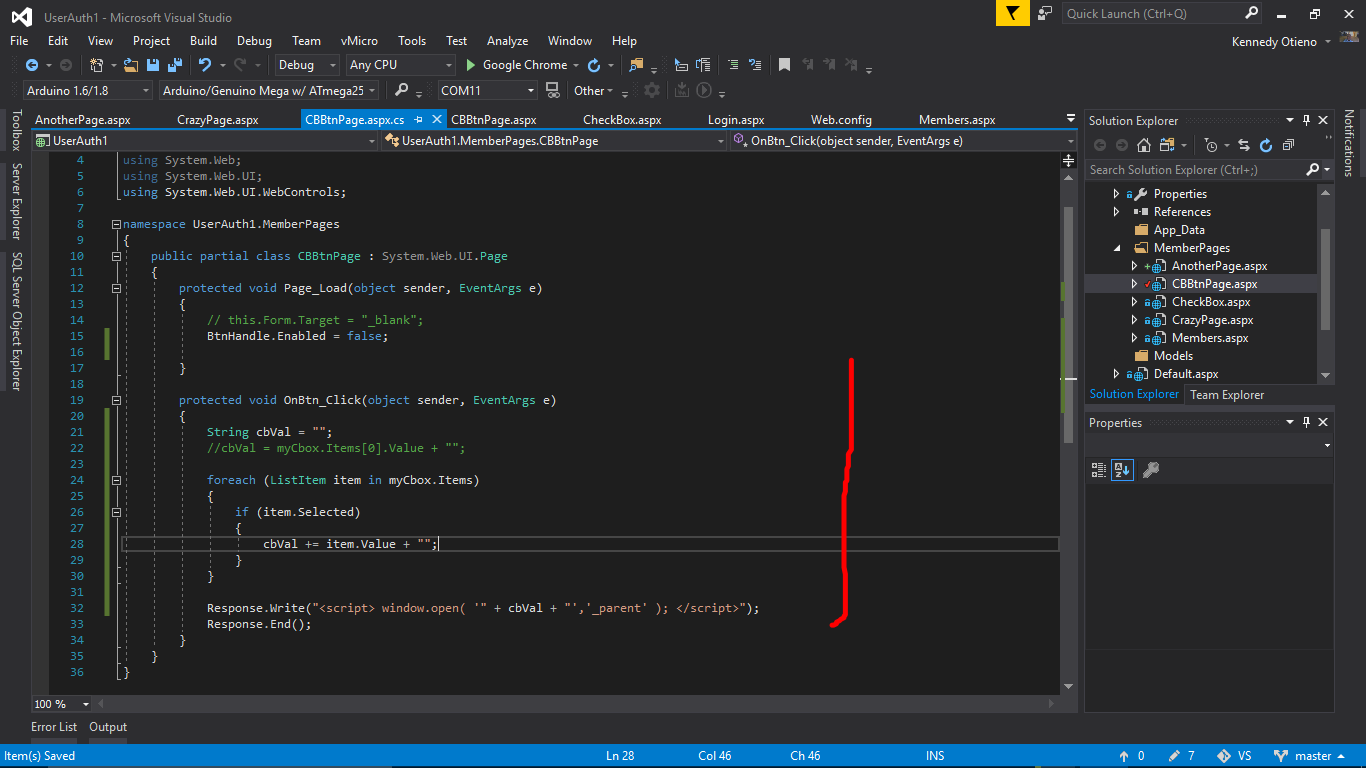 UserAuth1 - Microsoft Visual Studio
Quick Launch (Ctrl+Q)
File Edit View Project Build Debug Team vMicro Tools Test Analyze Window Help
Kennedy Otieno
Debug Any CPU Google Chrome
Arduino 1.6/1.8 Arduino/Genuino Mega w/ ATmega25 COM11 Other
AnotherPage.aspx CrazyPage.aspx CBBtnPage.aspx.cs CBBtnPage.aspx CheckBox.aspx Login.aspx Web.config Members.aspx
UserAuth1 UserAuth1.MemberPages.CBBtnPage OnBtn_Click(object sender, EventArgs e)
Toolbox
Server Explorer
SQL Server Object Explorer
4 using System.Web;
5 using System.Web.UI;
6 using System.Web.UI.WebControls;
7
8 namespace UserAuth1.MemberPages
9 {
10 public partial class CBBtnPage : System.Web.UI.Page
11 {
12 protected void Page_Load(object sender, EventArgs e)
13 {
14 // this.Form.Target = "_blank";
15 BtnHandle.Enabled = false;
16
17 }
18
19 protected void OnBtn_Click(object sender, EventArgs e)
20 {
21 String cbVal = "";
22 //cbVal = myCbox.Items[0].Value + "";
23
24 foreach (ListItem item in myCbox.Items)
25 {
26 if (item.Selected)
27 {
28 cbVal += item.Value + "";
29 }
30 }
31
32 Response.Write("<script> window.open( '" + cbVal + "','_parent' ); </script>");
33 Response.End();
34 }
35 }
36 }
100 %
Solution Explorer
Search Solution Explorer (Ctrl+;)
Properties
References
App_Data
MemberPages
AnotherPage.aspx
CBBtnPage.aspx
CheckBox.aspx
CrazyPage.aspx
Members.aspx
Models
Default.aspx
Solution Explorer Team Explorer
Properties
Notifications
Error List Output
Item(s) Saved Ln 28 Col 46 Ch 46 INS 0 7 VS master